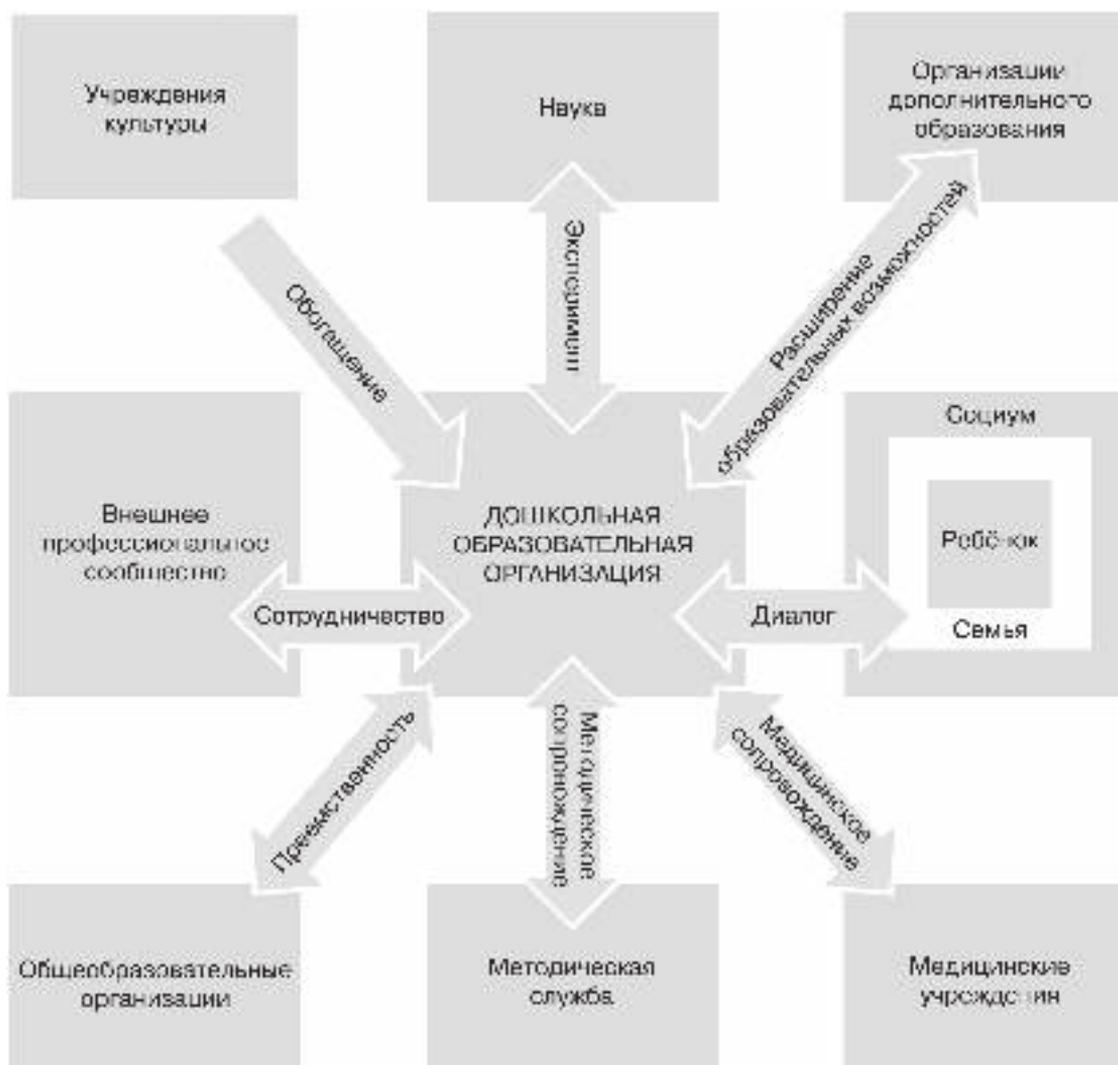 Учреждения
культуры
Наука
Организации
дополнительного
образования
Обогащение
Эксперимент
Расширение
образовательных возможностей
Внешнее
профессиональное
сообщество
ДОШКОЛЬНАЯ
ОБРАЗОВАТЕЛЬНАЯ
ОРГАНИЗАЦИЯ
Социум
Ребёнок
Семья
Сотрудничество
Диалог
Преемственность
Методическое
сопровождение
Медицинское
сопровождение
Общеобразовательные
организации
Методическая
служба
Медицинские
учреждения